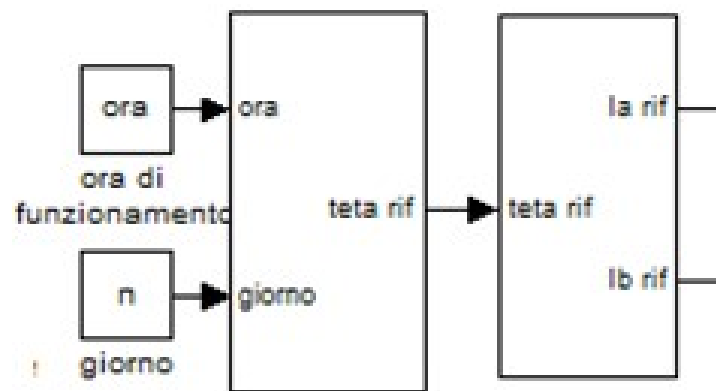 ora
ora di
funzionamento
n
giorno
ora
giorno
teta rif
teta rif
Ia rif
Ib rif